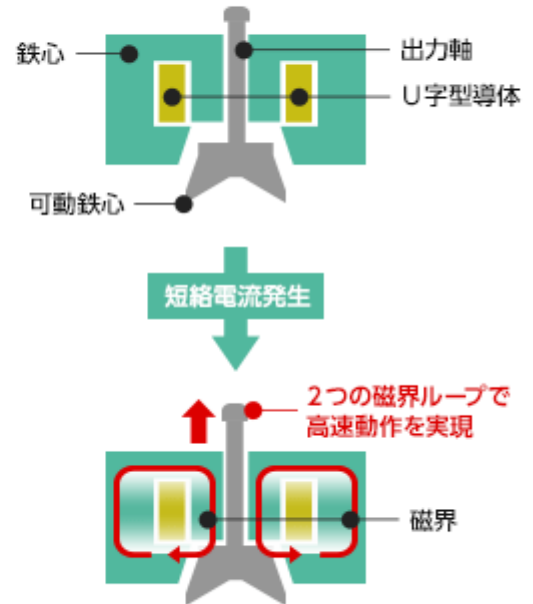 鉄心
出力軸
U字型導体
可動鉄心
短絡電流発生
2つの磁界ループで
高速動作を実現
磁界